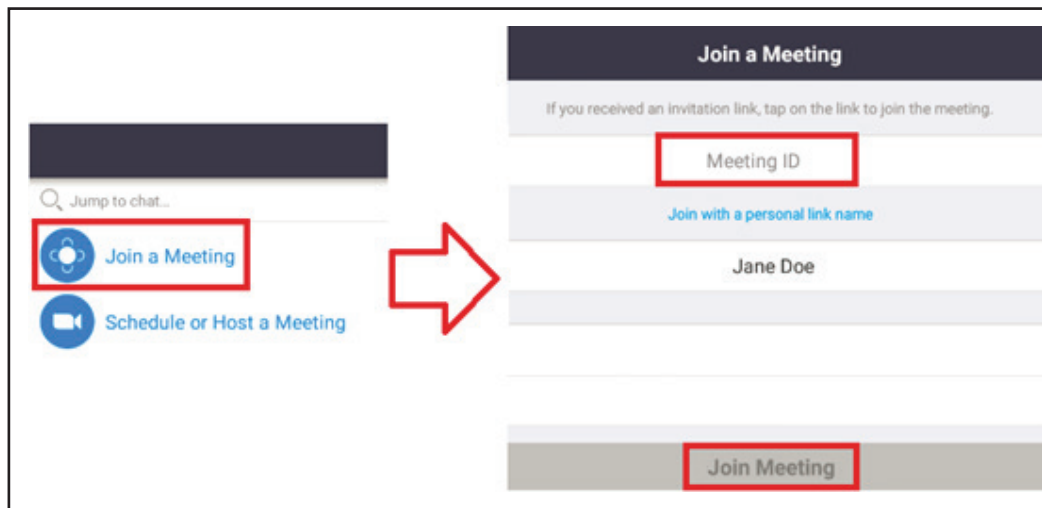 Jump to chat...
Join a Meeting
Schedule or Host a Meeting
Join a Meeting
If you received an invitation link, tap on the link to join the meeting.
Meeting ID
Join with a personal link name
Jane Doe
Join Meeting